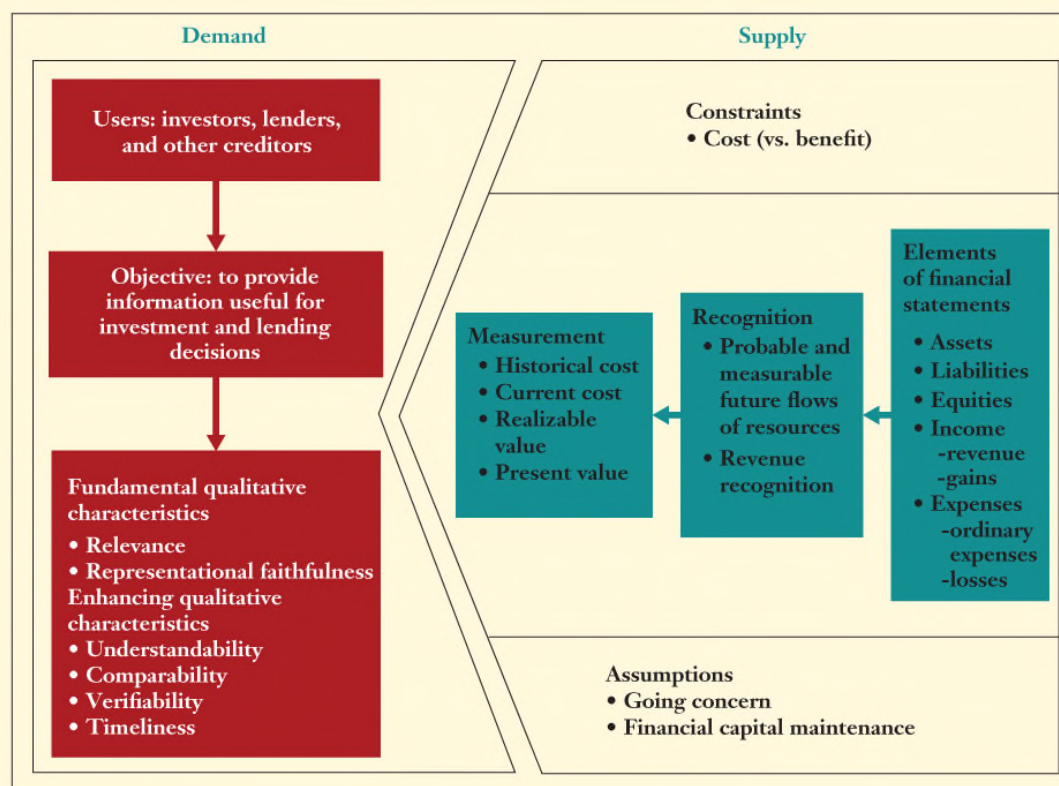 Demand
Users: investors, lenders,
and other creditors
Objective: to provide
information useful for
investment and lending
decisions
Fundamental qualitative
characteristics
• Relevance
• Representational faithfulness
Enhancing qualitative
characteristics
• Understandability
• Comparability
• Verifiability
• Timeliness
Supply
Constraints
• Cost (vs. benefit)
Measurement
• Historical cost
• Current cost
• Realizable
value
• Present value
Recognition
• Probable and
measurable
future flows
of resources
• Revenue
recognition
Elements
of financial
statements
• Assets
• Liabilities
• Equities
• Income
-revenue
-gains
• Expenses
-ordinary
expenses
-losses
Assumptions
• Going concern
• Financial capital maintenance